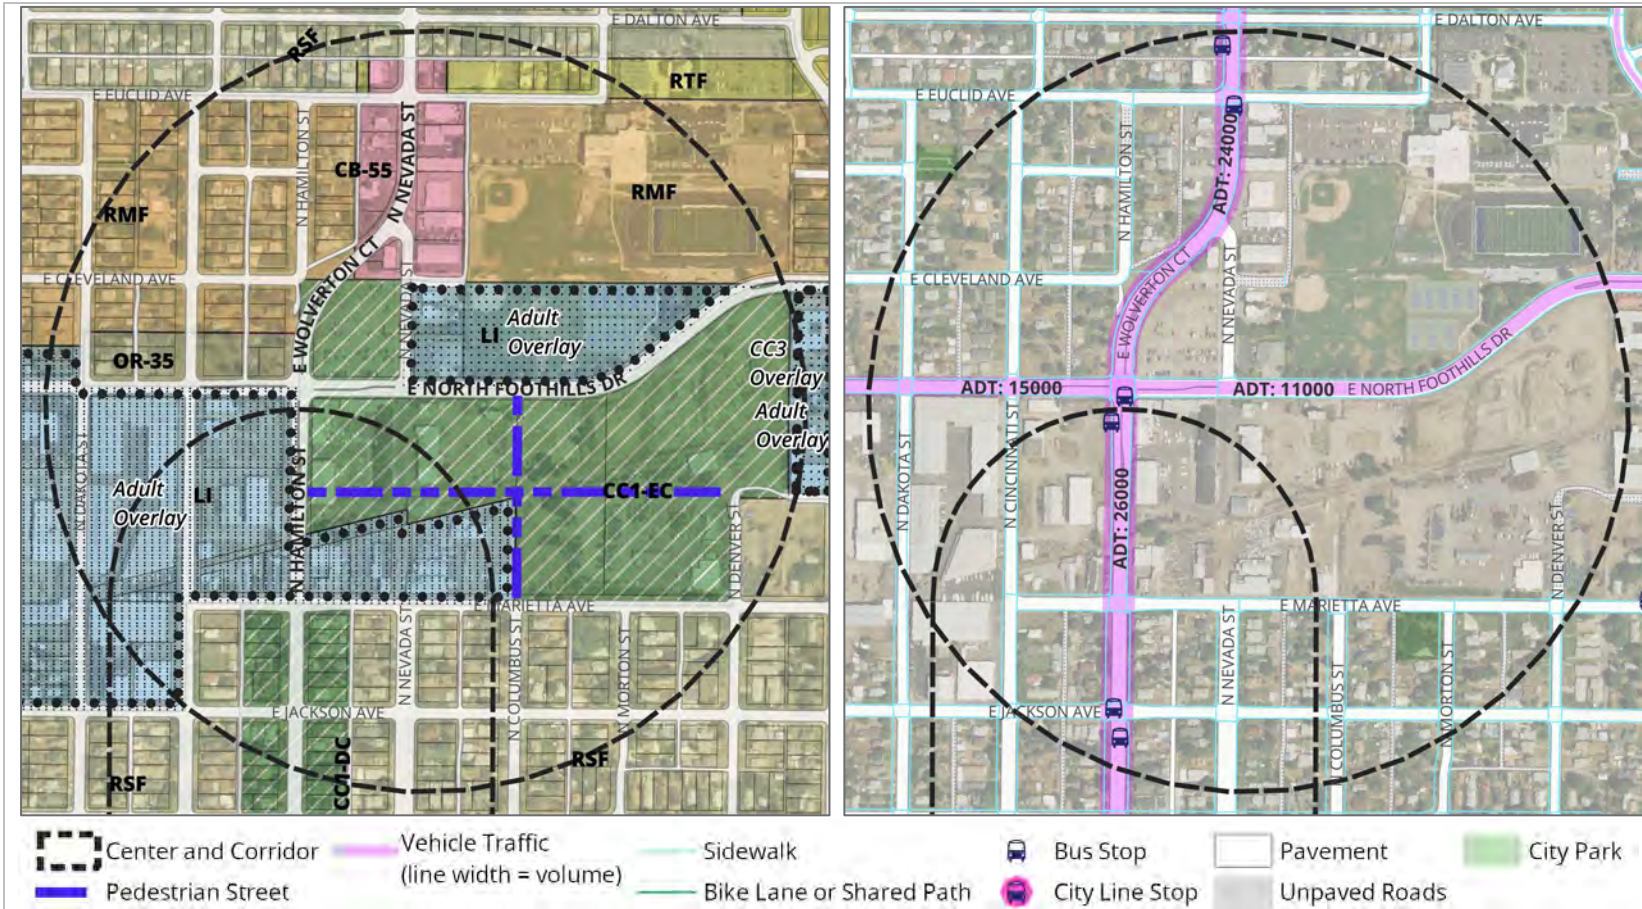 E DALTON AVE
RSF
RTF
E EUCLID AVE
N HAMILTON ST
N NEVADA ST
CB-55
RMF
RMF
E CLEVELAND AVE
E WOLVERTON CT
N NEVADA ST
LI
Adult
Overlay
OR-35
CC3
Overlay
E NORTH FOOTHILLS DR
Adult
Overlay
N DAKOTA ST
Adult
Overlay
LI
N HAMILTON ST
CC1-EC
N DENVER ST
E MARIETTA AVE
N NEVADA ST
N COLUMBUS ST
N MORTON ST
E JACKSON AVE
RSF
CC1-DC
RSF
E DALTON AVE
E EUCLID AVE
N HAMILTON ST
ADT: 24000
E CLEVELAND AVE
E WOLVERTON CT
N NEVADA ST
ADT: 15000
ADT: 11000
E NORTH FOOTHILLS DR
N DAKOTA ST
N CINCINNATI ST
ADT: 26000
N DENVER ST
E MARIETTA AVE
N NEVADA ST
N COLUMBUS ST
N MORTON ST
E JACKSON AVE
Center and Corridor
Pedestrian Street
Vehicle Traffic
(line width = volume)
Sidewalk
Bike Lane or Shared Path
Bus Stop
City Line Stop
Pavement
Unpaved Roads
City Park